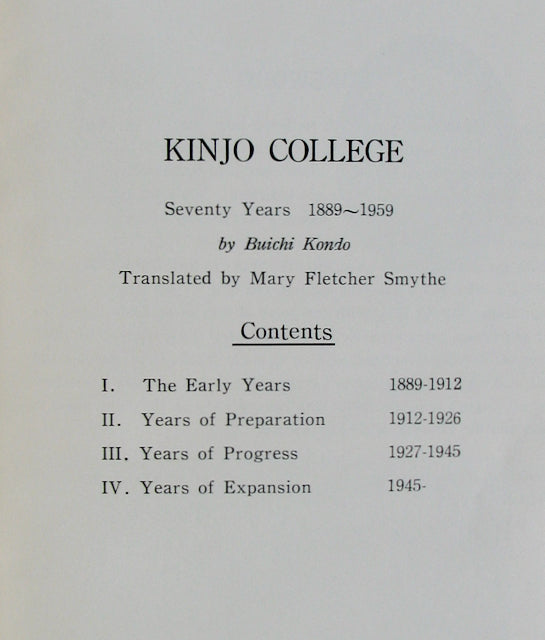 KINJO COLLEGE
Seventy Years 1889~1959
by Buichi Kondo
Translated by Mary Fletcher Smythe
Contents
I. The Early Years 1889-1912
II. Years of Preparation 1912-1926
III. Years of Progress 1927-1945
IV. Years of Expansion 1945-